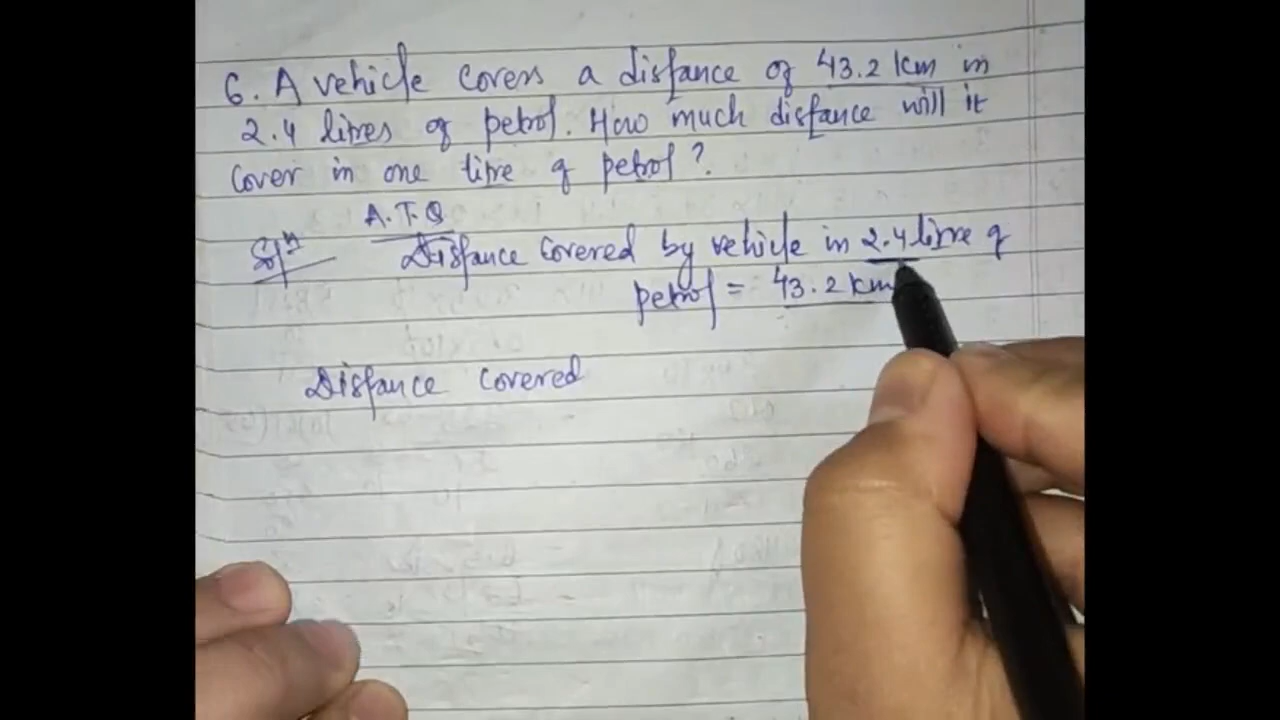 6. A vehicle covers a distance of 43.2 km in
2.4 litres of petrol. How much distance will it
cover in one litre of petrol?
A.T.Q
Solⁿ Distance covered by vehicle in 2.4 litre of
petrol = 43.2 km
Distance covered